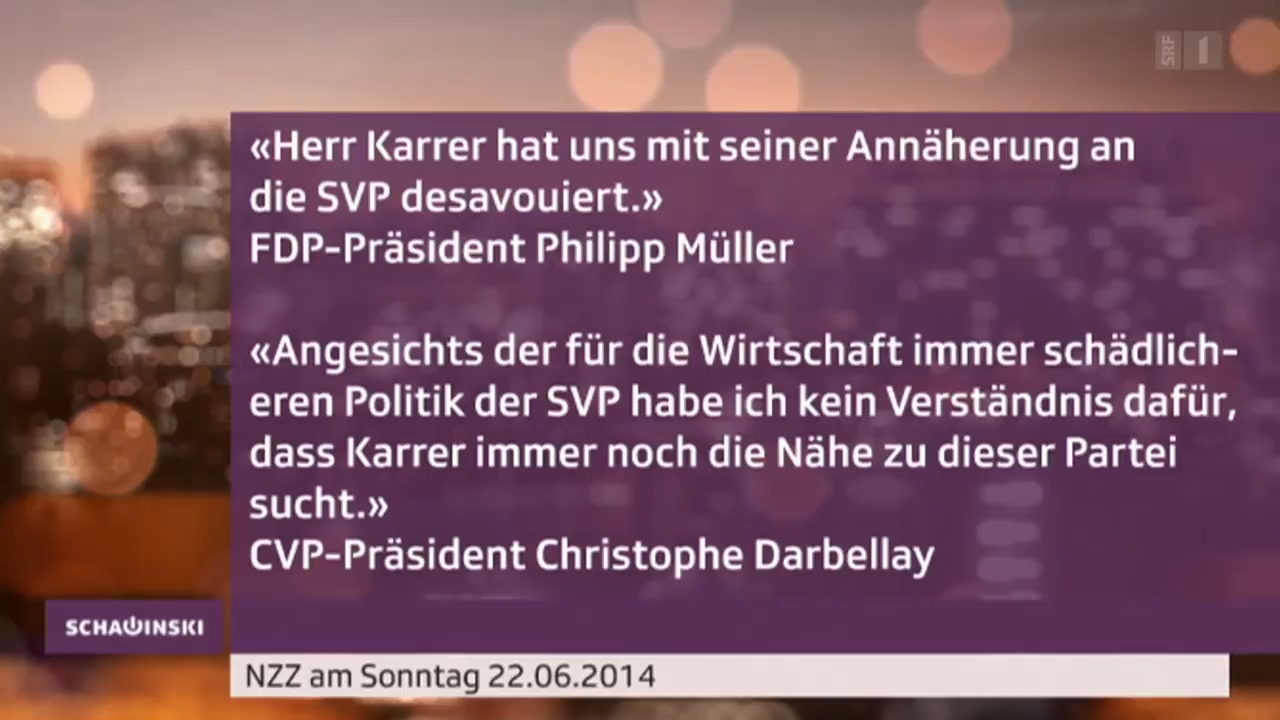 SRF 1
«Herr Karrer hat uns mit seiner Annäherung an
die SVP desavouiert.»
FDP-Präsident Philipp Müller
«Angesichts der für die Wirtschaft immer schädlich-
eren Politik der SVP habe ich kein Verständnis dafür,
dass Karrer immer noch die Nähe zu dieser Partei
sucht.»
CVP-Präsident Christophe Darbellay
SCHAWINSKI
NZZ am Sonntag 22.06.2014